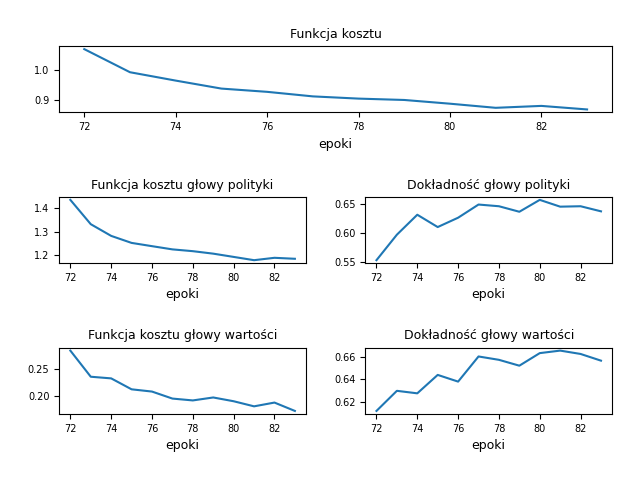 Funkcja kosztu
1.0
0.9
72 74 76 78 80 82
epoki
Funkcja kosztu głowy polityki
1.4
1.3
1.2
72 74 76 78 80 82
epoki
Dokładność głowy polityki
0.65
0.60
0.55
72 74 76 78 80 82
epoki
Funkcja kosztu głowy wartości
0.25
0.20
72 74 76 78 80 82
epoki
Dokładność głowy wartości
0.66
0.64
0.62
72 74 76 78 80 82
epoki